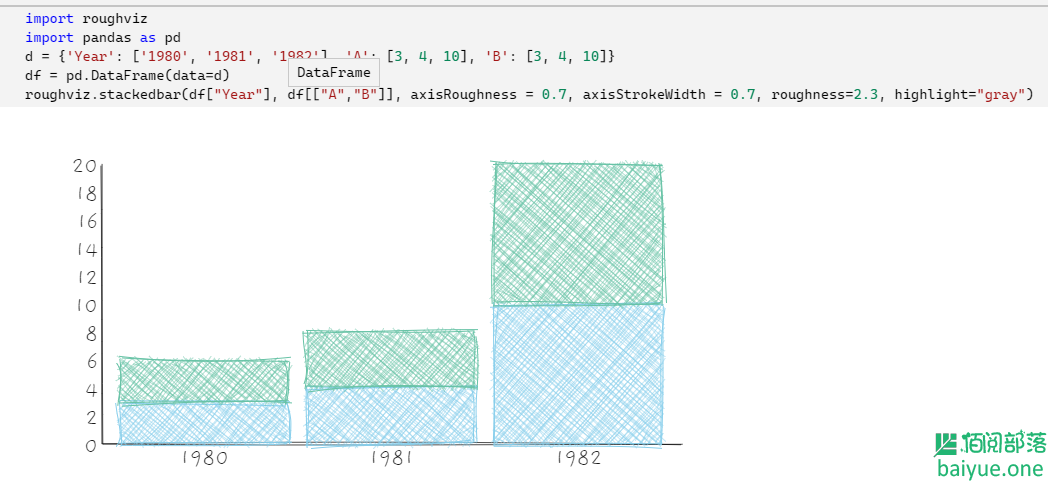 import roughviz
import pandas as pd
d = {'Year': ['1980', '1981', '1982'], 'A': [3, 4, 10], 'B': [3, 4, 10]}
DataFrame
df = pd.DataFrame(data=d)
roughviz.stackedbar(df["Year"], df[["A","B"]], axisRoughness = 0.7, axisStrokeWidth = 0.7, roughness=2.3, highlight="gray")
20
18
16
14
12
10
8
6
4
2
0
1980 1981 1982
佰阅部落
baiyue.one